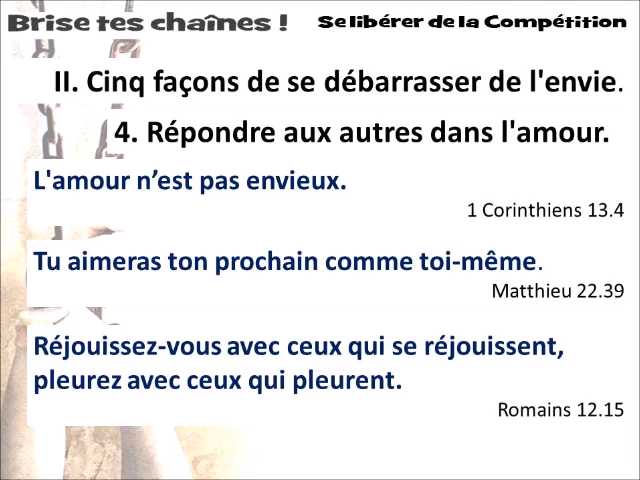 Brise tes chaînes ! Se libérer de la Compétition
II. Cinq façons de se débarrasser de l'envie.
4. Répondre aux autres dans l'amour.
L'amour n’est pas envieux.
1 Corinthiens 13.4
Tu aimeras ton prochain comme toi-même.
Matthieu 22.39
Réjouissez-vous avec ceux qui se réjouissent,
pleurez avec ceux qui pleurent.
Romains 12.15